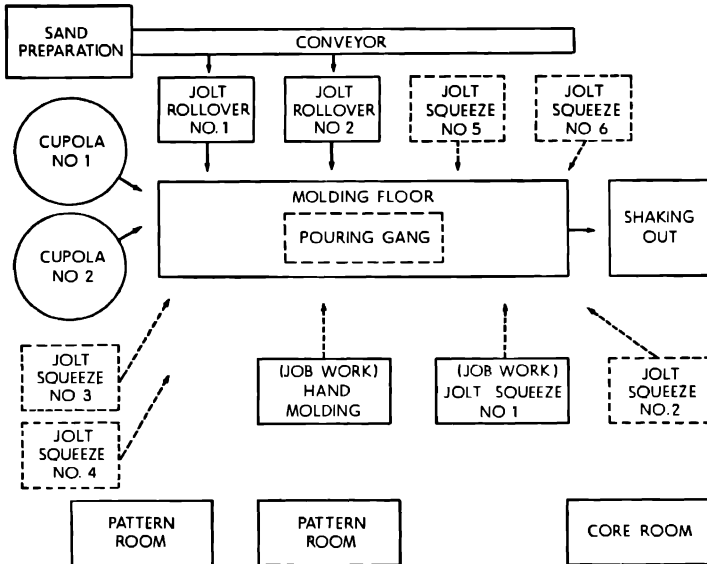 SAND
PREPARATION
CONVEYOR
JOLT
ROLLOVER
NO. 1
JOLT
ROLLOVER
NO 2
JOLT
SQUEEZE
NO 5
JOLT
SQUEEZE
NO 6
CUPOLA
NO 1
MOLDING FLOOR
POURING GANG
SHAKING
OUT
CUPOLA
NO 2
JOLT
SQUEEZE
NO 3
(JOB WORK)
HAND
MOLDING
(JOB WORK)
JOLT SQUEEZE
NO 1
JOLT
SQUEEZE
NO. 2
JOLT
SQUEEZE
NO. 4
PATTERN
ROOM
PATTERN
ROOM
CORE ROOM